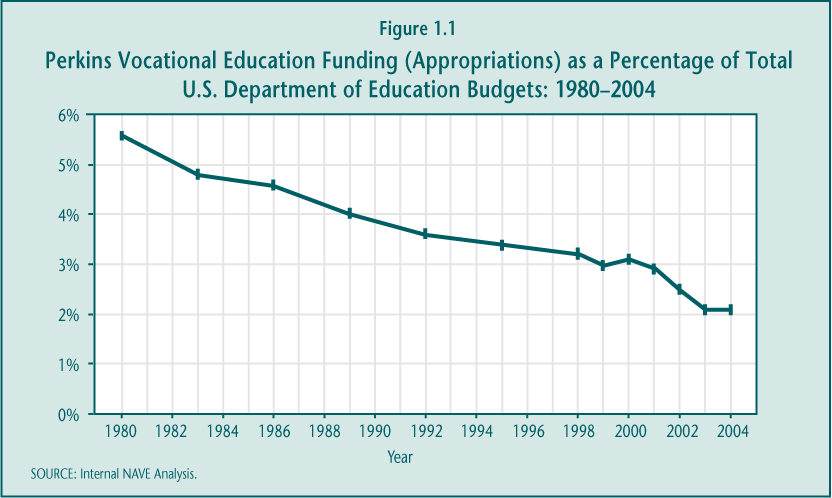 Figure 1.1
Perkins Vocational Education Funding (Appropriations) as a Percentage of Total
U.S. Department of Education Budgets: 1980–2004
6%
5%
4%
3%
2%
1%
0%
1980 1982 1984 1986 1988 1990 1992 1994 1996 1998 2000 2002 2004
Year
SOURCE: Internal NAVE Analysis.